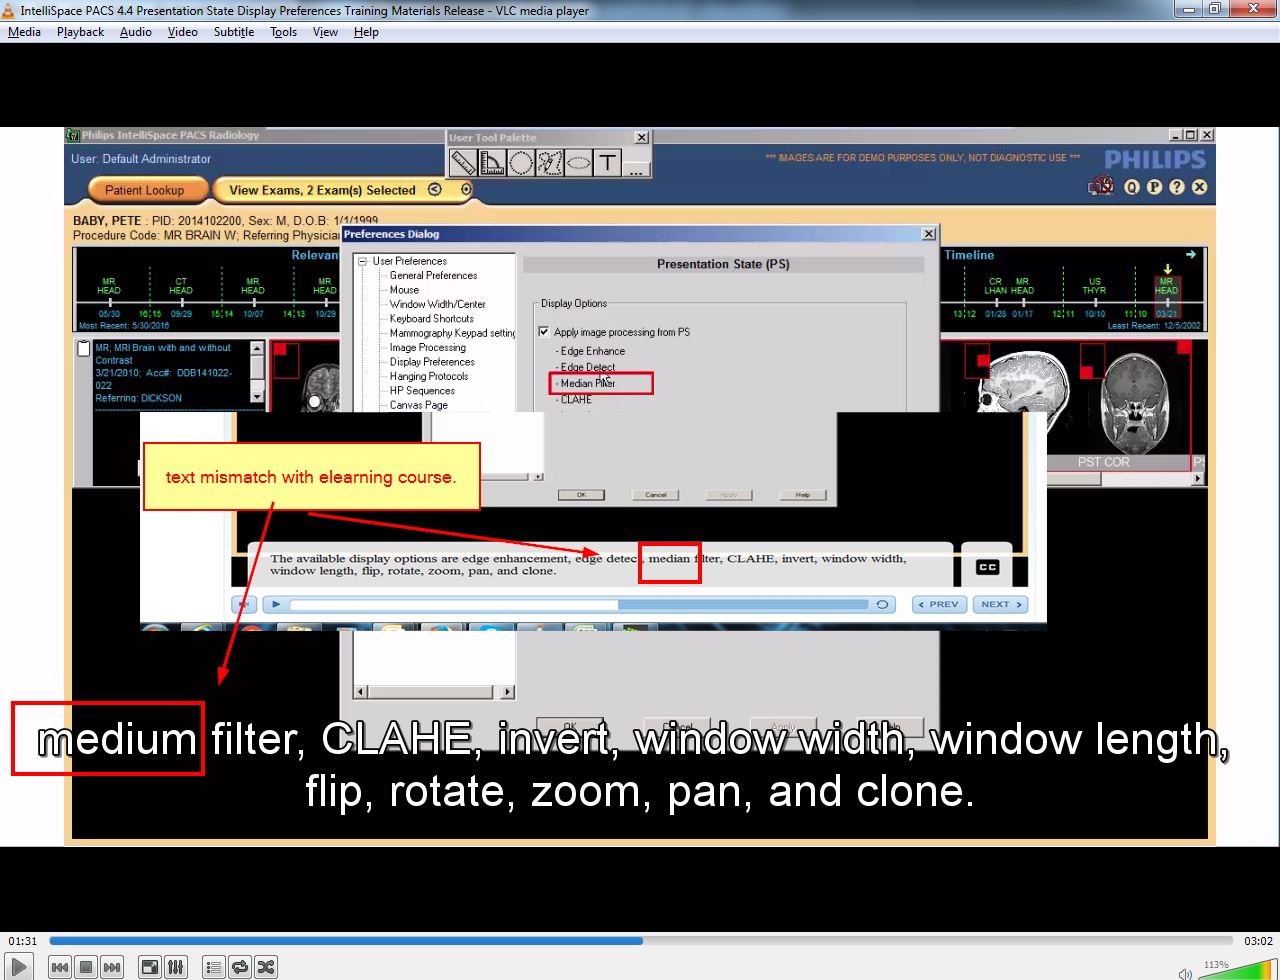 IntelliSpace PACS 4.4 Presentation State Display Preferences Training Materials Release - VLC media player
Media Playback Audio Video Subtitle Tools View Help
Philips IntelliSpace PACS Radiology
User Tool Palette
User: Default Administrator
*** IMAGES ARE FOR DEMO PURPOSES ONLY, NOT DIAGNOSTIC USE ***
PHILIPS
Patient Lookup
View Exams, 2 Exam(s) Selected
Q P ? X
BABY, PETE : PID: 2014102200, Sex: M, D.O.B: 1/1/1999
Procedure Code: MR BRAIN W; Referring Physician
Preferences Dialog
Relevan
Timeline
MR HEAD
CT HEAD
MR HEAD
MR HEAD
05/30 16 15 09/29 15 14 10/07 14 13 10/29
Most Recent: 5/30/2016
CR LHAN
MR HEAD
US THYR
MR HEAD
01/28 01/17 12 11 10/10 11 10 03/21
Least Recent: 12/5/2002
User Preferences
General Preferences
Mouse
Window Width/Center
Keyboard Shortcuts
Mammography Keypad setting
Image Processing
Display Preferences
Hanging Protocols
HP Sequences
Canvas Page
Presentation State (PS)
Display Options
Apply image processing from PS
- Edge Enhance
- Edge Detect
- Median Filter
- CLAHE
MR; MRI Brain with and without
Contrast
3/21/2010; Acc#: DDB141022-
022
Referring: DICKSON
PST COR
PS
text mismatch with elearning course.
OK Cancel Apply Help
The available display options are edge enhancement, edge detec, median filter, CLAHE, invert, window width,
window length, flip, rotate, zoom, pan, and clone.
CC
< PREV NEXT >
OK Cancel Apply Help
medium filter, CLAHE, invert, window width, window length,
flip, rotate, zoom, pan, and clone.
01:31 03:02
113%